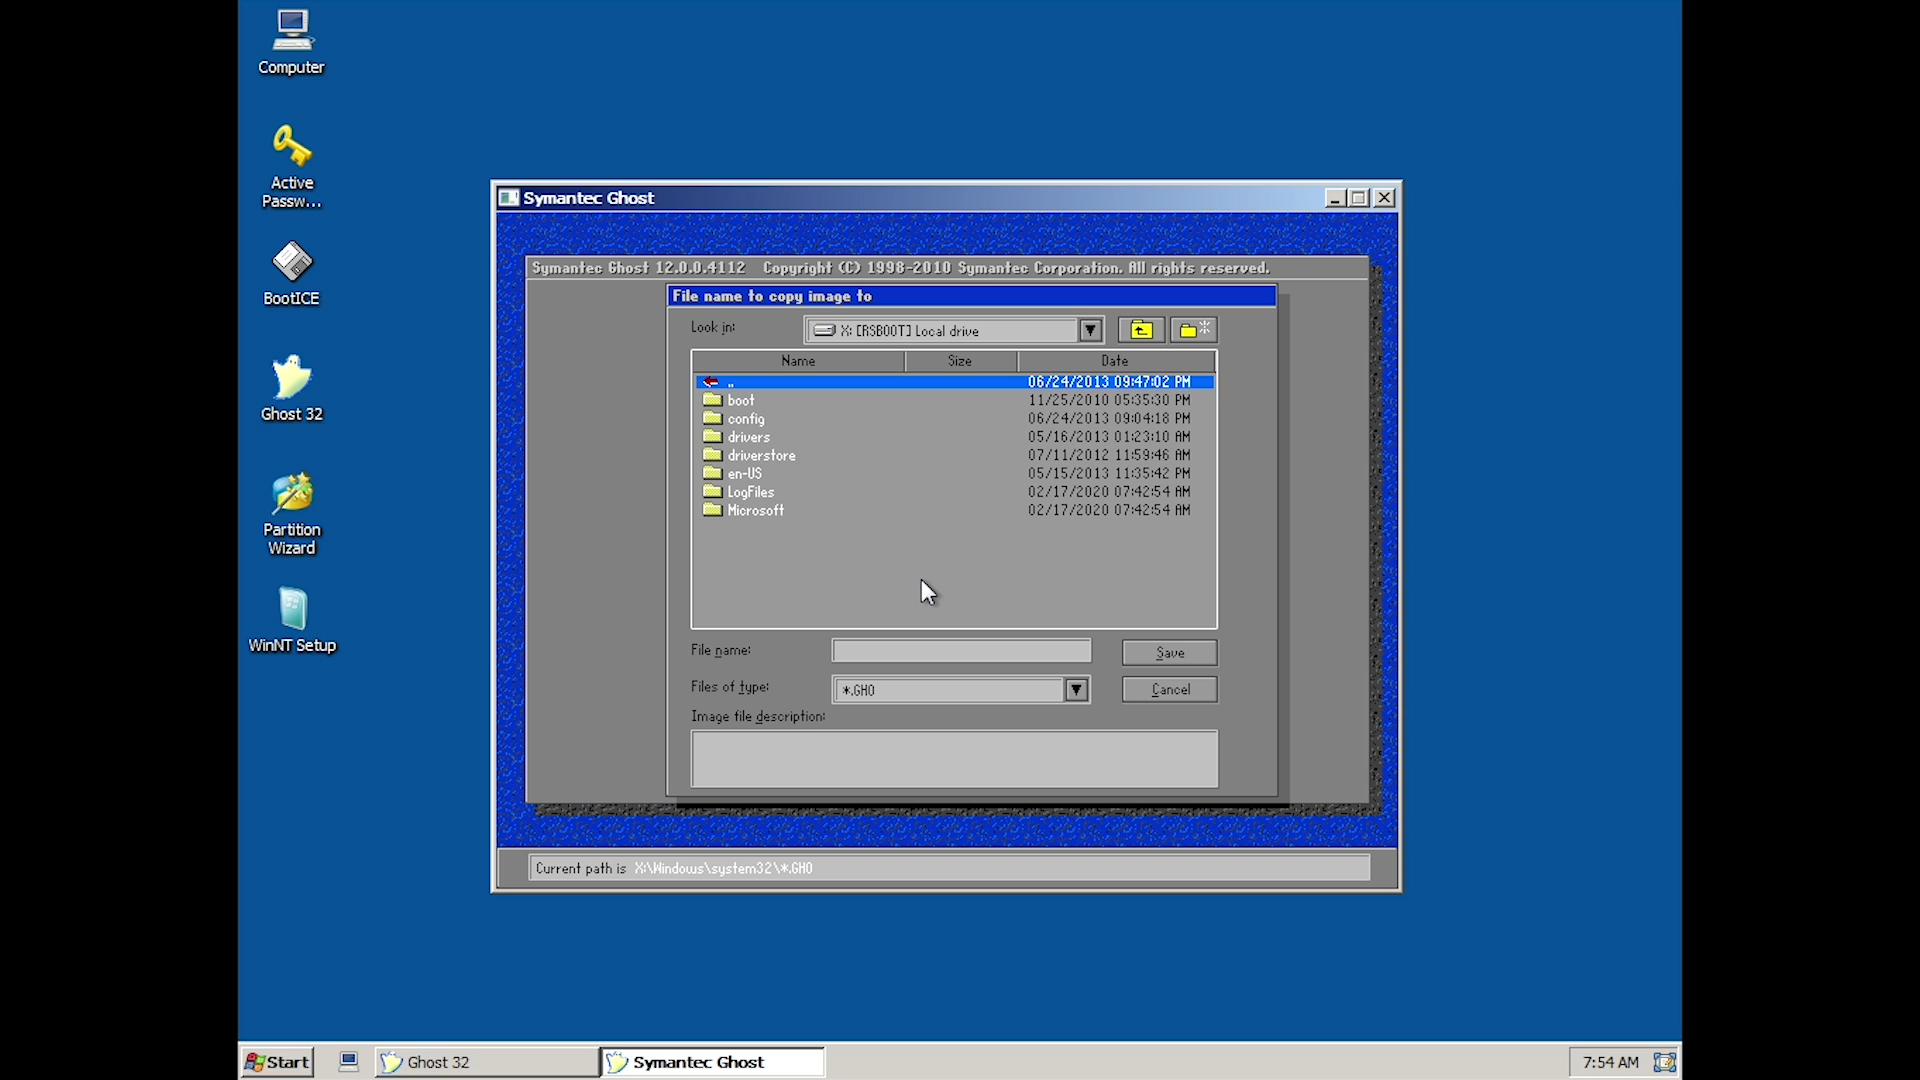 Computer
Active
Passw...
BootICE
Ghost 32
Partition
Wizard
WinNT Setup
Symantec Ghost
Symantec Ghost 12.0.0.4112 Copyright (C) 1998-2010 Symantec Corporation. All rights reserved.
File name to copy image to
Look in: X: [RSBOOT] Local drive
Name Size Date
.. 06/24/2013 09:47:02 PM
boot 11/25/2010 05:35:30 PM
config 06/24/2013 09:04:18 PM
drivers 05/16/2013 01:23:10 AM
driverstore 07/11/2012 11:59:46 AM
en-US 05/15/2013 11:35:42 PM
LogFiles 02/17/2020 07:42:54 AM
Microsoft 02/17/2020 07:42:54 AM
File name: Save
Files of type: *.GHO Cancel
Image file description:
Current path is X:\Windows\system32\*.GHO
Start Ghost 32 Symantec Ghost 7:54 AM